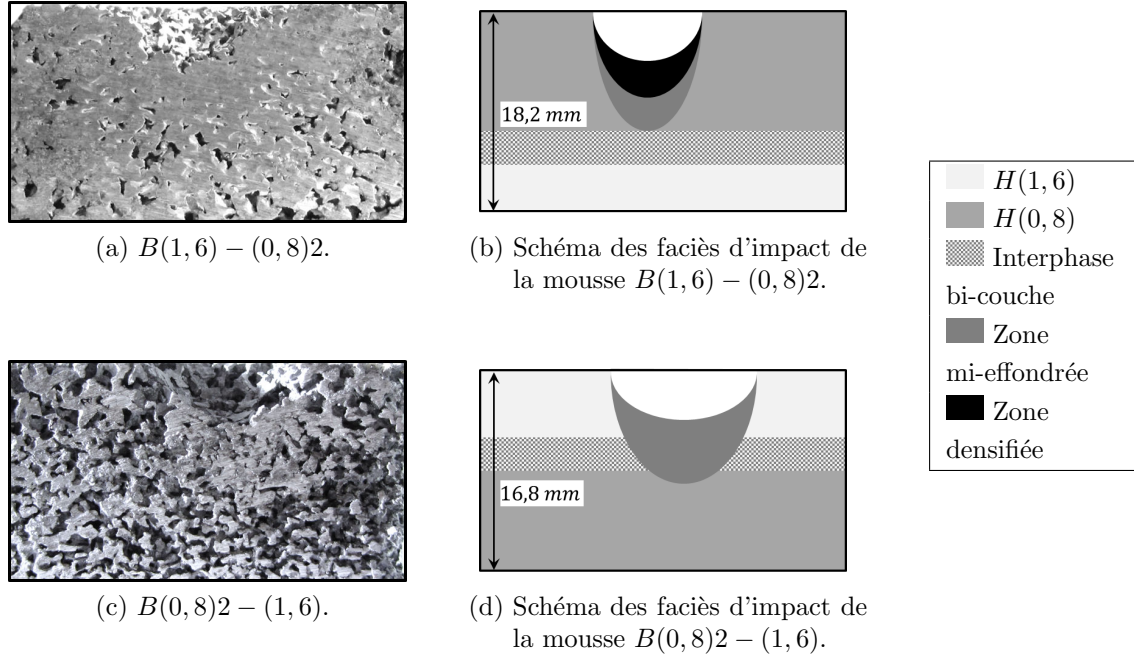 18,2 mm
(a) B(1, 6) − (0, 8)2.
(b) Schéma des faciès d'impact de
la mousse B(1, 6) − (0, 8)2.
H(1, 6)
H(0, 8)
Interphase
bi-couche
Zone
mi-effondrée
Zone
densifiée
16,8 mm
(c) B(0, 8)2 − (1, 6).
(d) Schéma des faciès d'impact de
la mousse B(0, 8)2 − (1, 6).